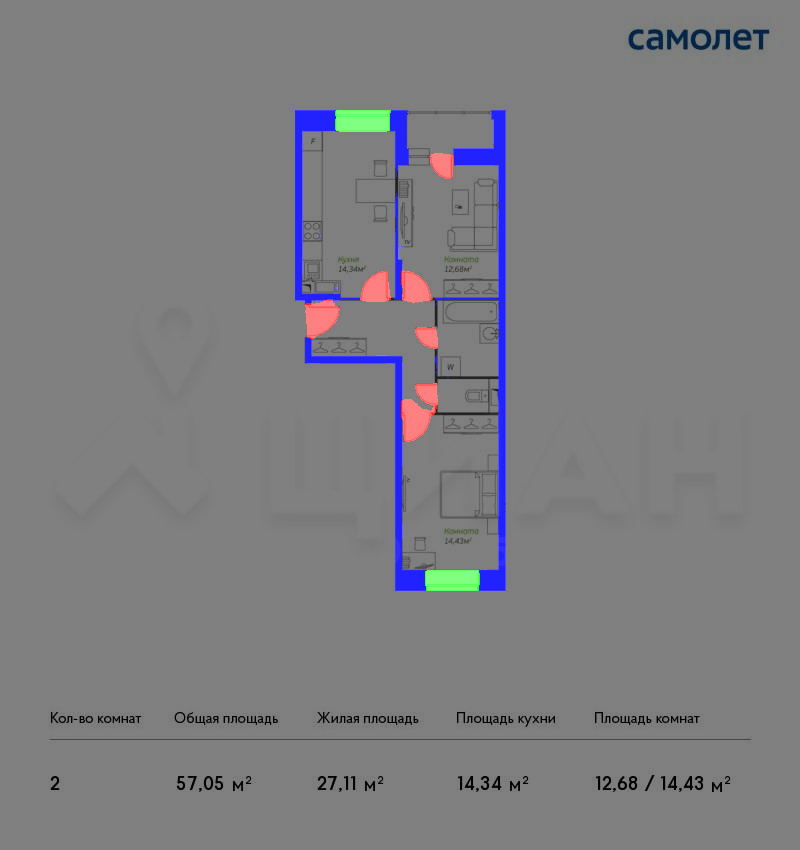 самолет
F
Кухня
14,34м²
TV
Комната
12,68м²
W
ЦИАН
Комната
14,43м²
Кол-во комнат Общая площадь Жилая площадь Площадь кухни Площадь комнат
2 57,05 м² 27,11 м² 14,34 м² 12,68 / 14,43 м²